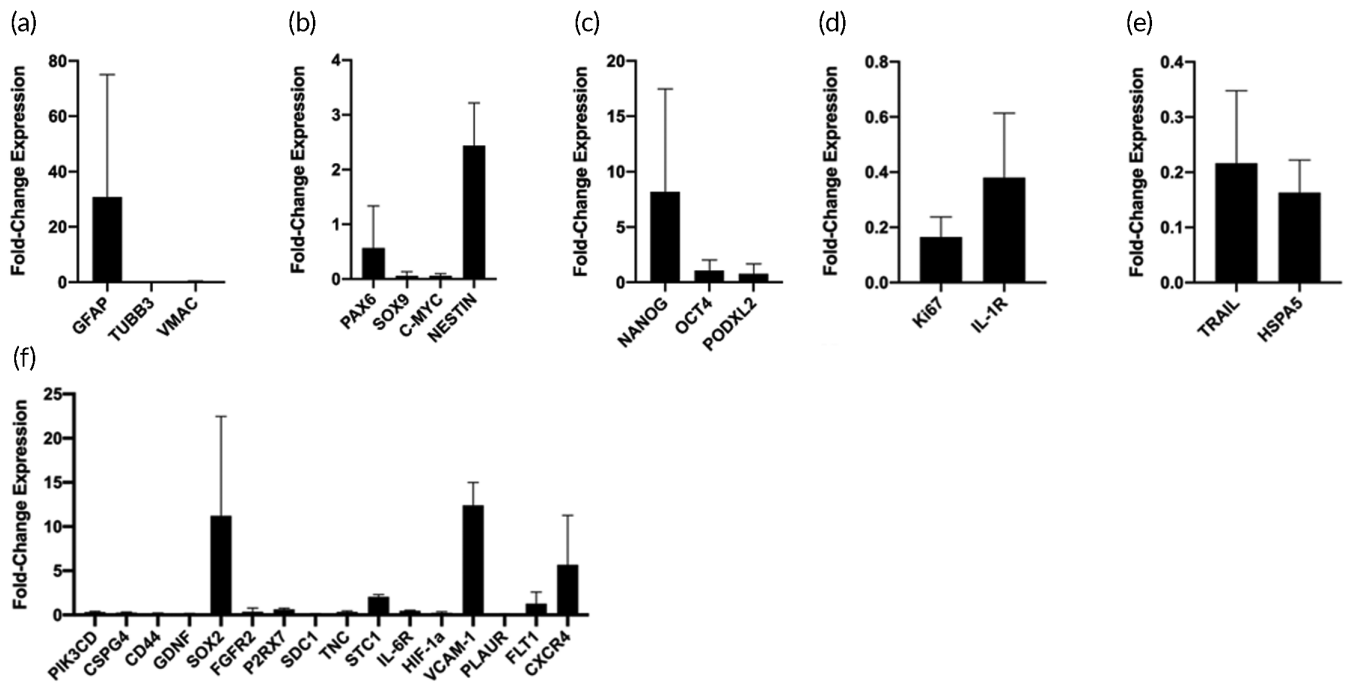 (a)
(b)
(c)
(d)
(e)
Fold-Change Expression
80
60
40
20
0
GFAP
TUBB3
VMAC
Fold-Change Expression
4
3
2
1
0
PAX6
SOX9
C-MYC
NESTIN
Fold-Change Expression
20
15
10
5
0
NANOG
OCT4
PODXL2
Fold-Change Expression
0.8
0.6
0.4
0.2
0.0
Ki67
IL-1R
Fold-Change Expression
0.4
0.3
0.2
0.1
0.0
TRAIL
HSPA5
(f)
Fold-Change Expression
25
20
15
10
5
0
PIK3CD
CSPG4
CD44
GDNF
SOX2
FGFR2
P2RX7
SDC1
TNC
STC1
IL-6R
HIF-1a
VCAM-1
PLAUR
FLT1
CXCR4